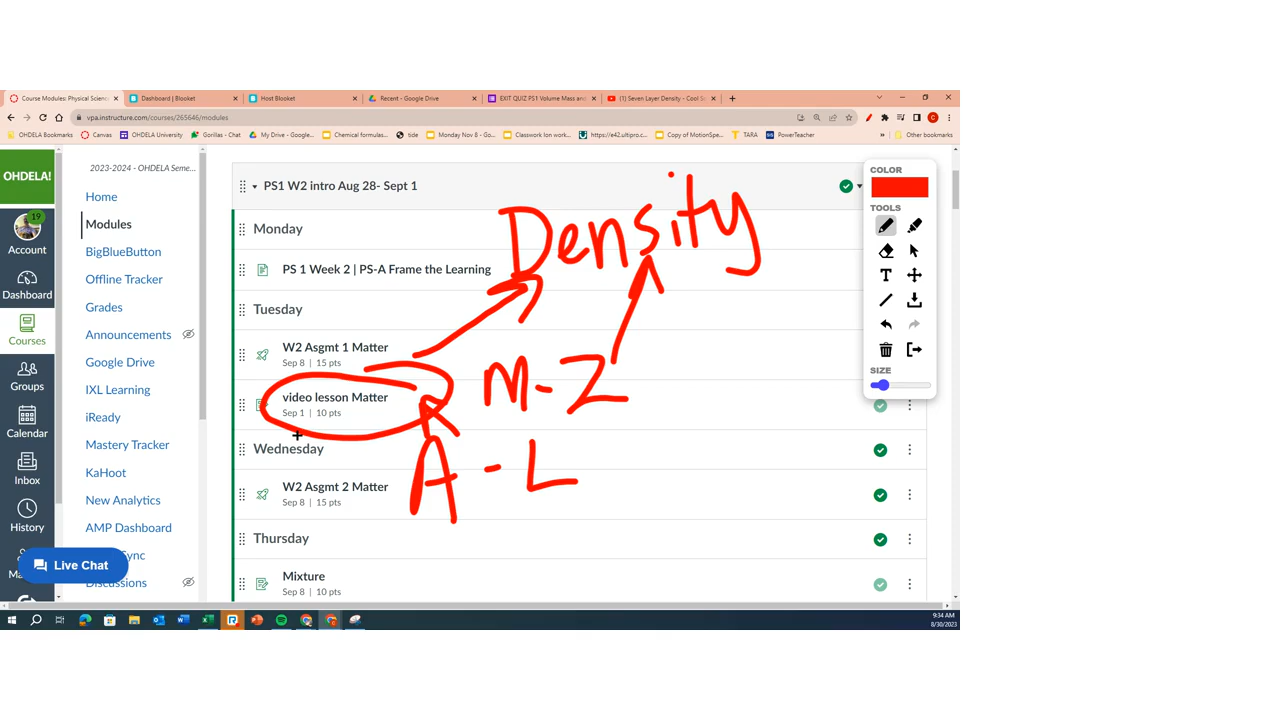 Course Modules: Physical Scienc
Dashboard | Blooket
Host Blooket
Recent - Google Drive
EXIT QUIZ PS1 Volume Mass and
(1) Seven Layer Density - Cool S
vpa.instructure.com/courses/265646/modules
OHDELA Bookmarks
Canvas
OHDELA University
Gorillas - Chat
My Drive - Google...
Chemical formulas...
tide
Monday Nov 6 - Go...
Classwork Ion worka...
https://e42.ultipro.c...
Copy of MotionSpe...
TARA
PowerTeacher
Other bookmarks
OHDELA!
19
Account
Dashboard
Courses
Groups
Calendar
Inbox
History
Live Chat
2023-2024 - OHDELA Seme...
Home
Modules
BigBlueButton
Offline Tracker
Grades
Announcements
Google Drive
IXL Learning
iReady
Mastery Tracker
KaHoot
New Analytics
AMP Dashboard
Sync
Discussions
PS1 W2 intro Aug 28- Sept 1
Monday
PS 1 Week 2 | PS-A Frame the Learning
Tuesday
W2 Asgmt 1 Matter
Sep 8 | 15 pts
video lesson Matter
Sep 1 | 10 pts
Wednesday
W2 Asgmt 2 Matter
Sep 8 | 15 pts
Thursday
Mixture
Sep 8 | 10 pts
Density
M - Z
A - L
COLOR
TOOLS
T
SIZE
9:34 AM
8/30/2023